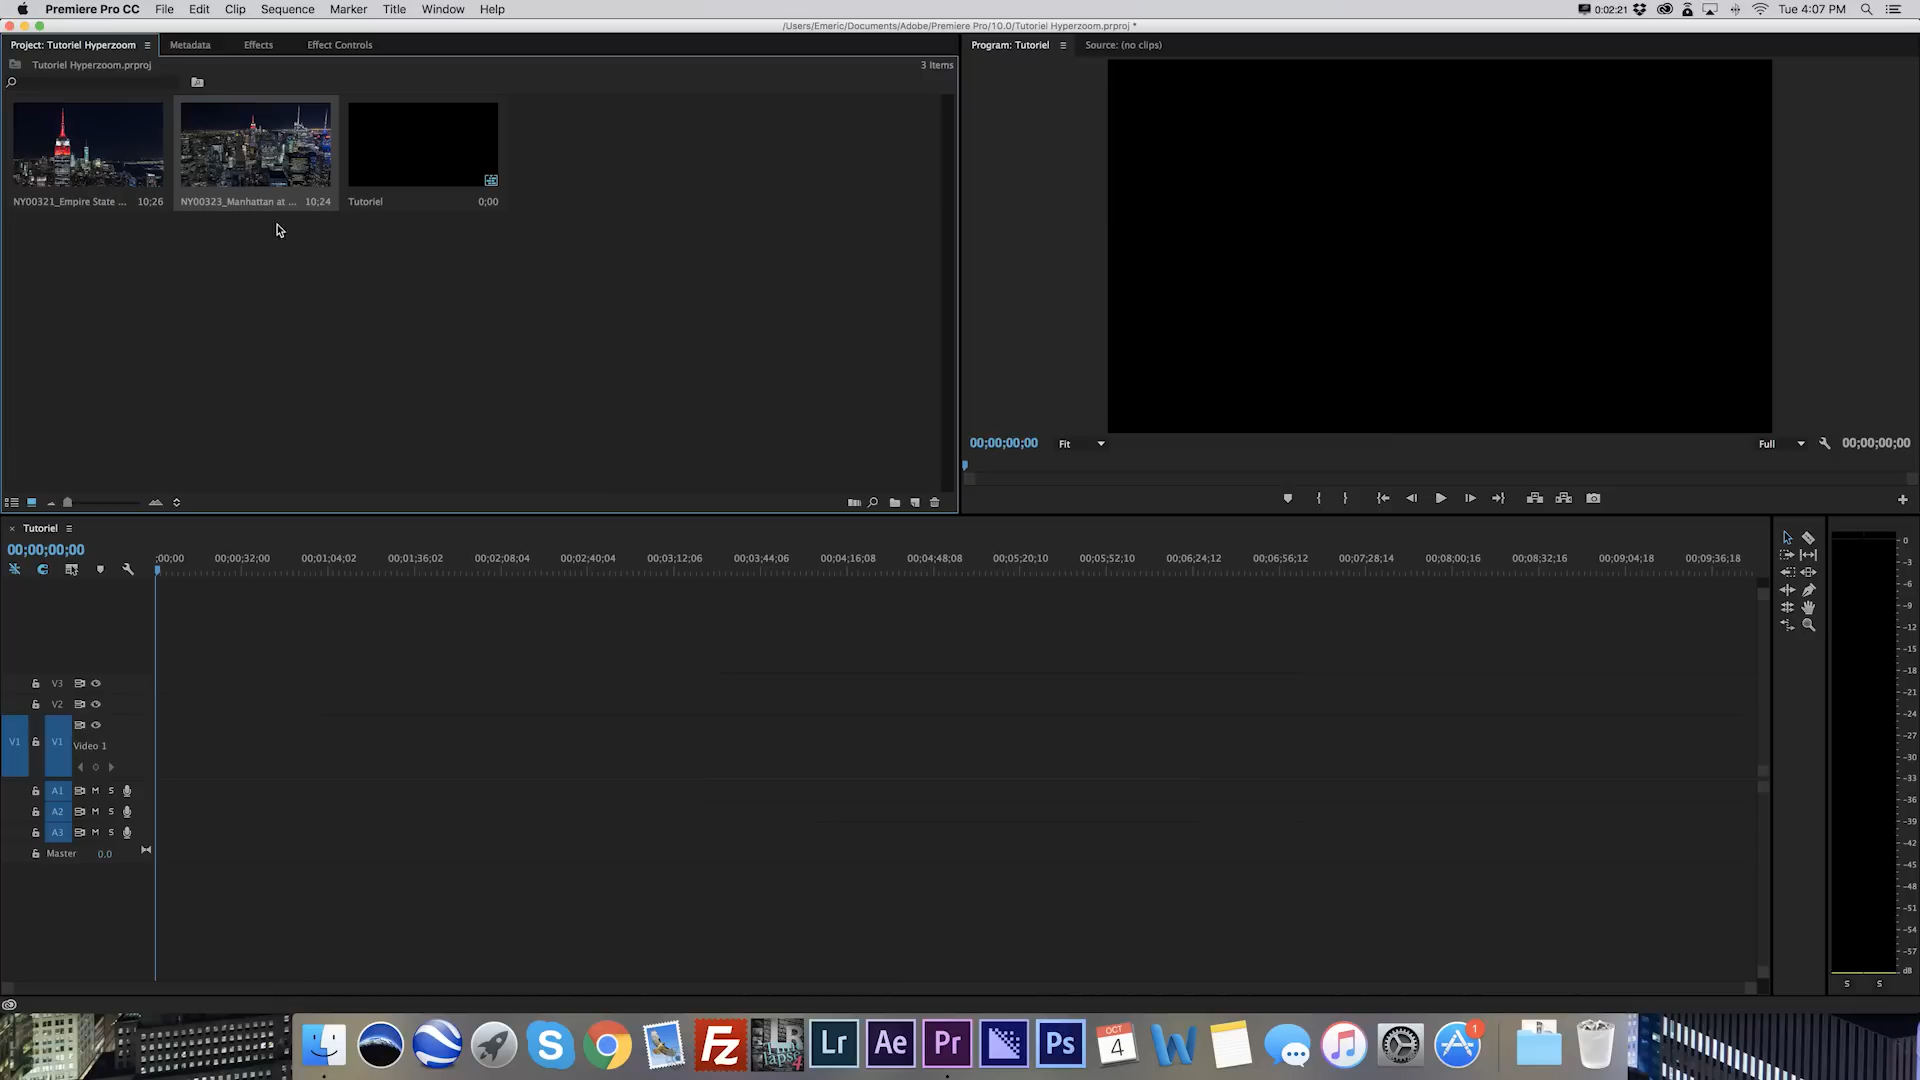 Premiere Pro CC File Edit Clip Sequence Marker Title Window Help
0:02:21 Tue 4:07 PM
/Users/Emeric/Documents/Adobe/Premiere Pro/10.0/Tutoriel Hyperzoom.prproj *
Project: Tutoriel Hyperzoom Metadata Effects Effect Controls
Program: Tutoriel Source: (no clips)
Tutoriel Hyperzoom.prproj
3 Items
NY00321_Empire State ... 10;26
NY00323_Manhattan at ... 10;24
Tutoriel 0;00
00;00;00;00 Fit Full 00;00;00;00
Tutoriel
00;00;00;00
;00;00 00;00;32;00 00;01;04;02 00;01;36;02 00;02;08;04 00;02;40;04 00;03;12;06 00;03;44;06 00;04;16;08 00;04;48;08 00;05;20;10 00;05;52;10 00;06;24;12 00;06;56;12 00;07;28;14 00;08;00;16 00;08;32;16 00;09;04;18 00;09;36;18
V3
V2
V1 V1 Video 1
A1 M S
A2 M S
A3 M S
Master 0.0
0
-3
-6
-9
-12
-15
-18
-21
-24
-27
-30
-33
-36
-39
-42
-45
-48
-51
-54
-57
dB
S S
S Fz LR lapse 4 Lr Ae Pr Ps OCT 4 W 1